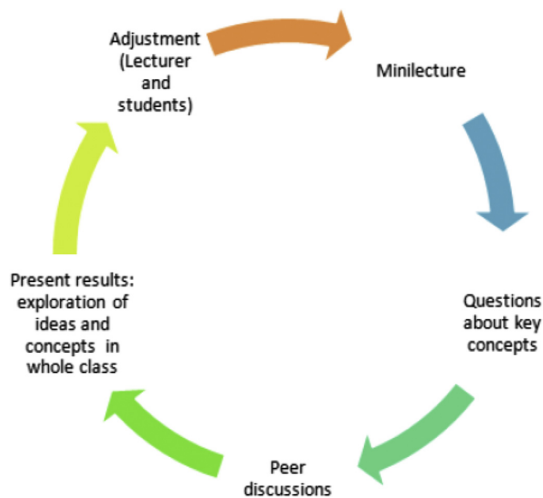 Adjustment
(Lecturer
and
students)
Minilecture
Questions
about key
concepts
Peer
discussions
Present results:
exploration of
ideas and
concepts in
whole class